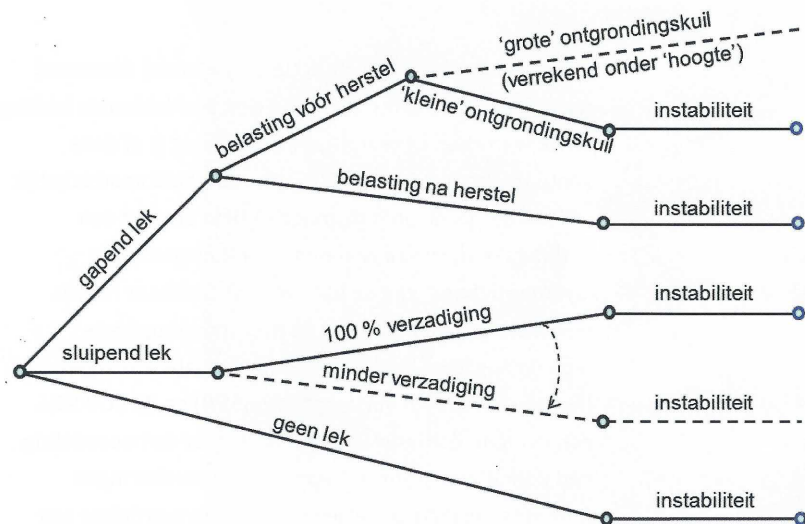 'grote' ontgrondingskuil
(verrekend onder 'hoogte')
belasting vóór herstel
'kleine' ontgrondingskuil
instabiliteit
belasting na herstel
instabiliteit
gapend lek
instabiliteit
100 % verzadiging
sluipend lek
minder verzadiging
instabiliteit
geen lek
instabiliteit